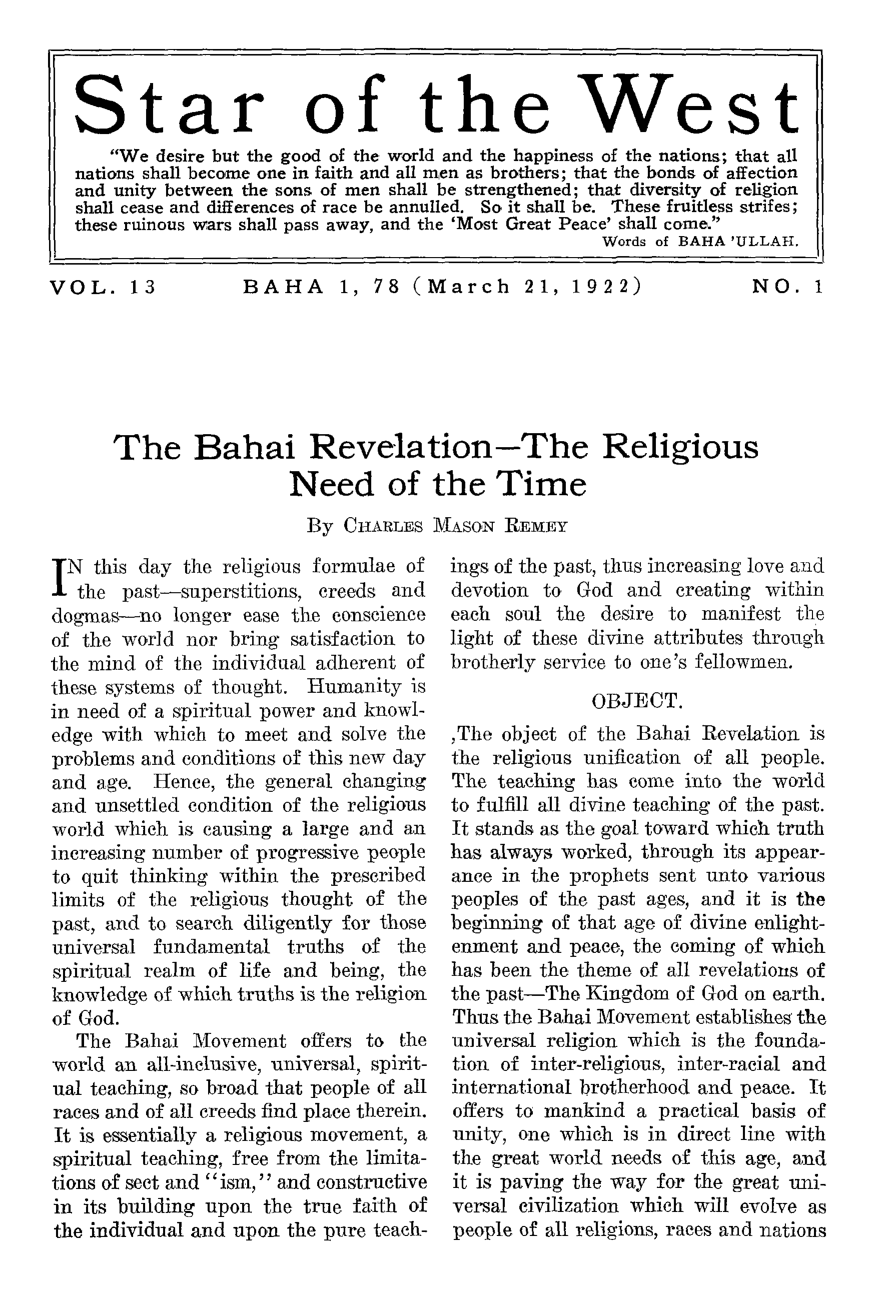 Star of the West
"We desire but the good of the world and the happiness of the nations; that all
nations shall become one in faith and all men as brothers; that the bonds of affection
and unity between the sons of men shall be strengthened; that diversity of religion
shall cease and differences of race be annulled. So it shall be. These fruitless strifes;
these ruinous wars shall pass away, and the 'Most Great Peace' shall come."
Words of BAHA 'ULLAH.
VOL. 13 BAHA 1, 78 (March 21, 1922) NO. 1
The Bahai Revelation—The Religious
Need of the Time
By CHARLES MASON REMEY
IN this day the religious formulae of
the past—superstitions, creeds and
dogmas—no longer ease the conscience
of the world nor bring satisfaction to
the mind of the individual adherent of
these systems of thought. Humanity is
in need of a spiritual power and knowl-
edge with which to meet and solve the
problems and conditions of this new day
and age. Hence, the general changing
and unsettled condition of the religious
world which is causing a large and an
increasing number of progressive people
to quit thinking within the prescribed
limits of the religious thought of the
past, and to search diligently for those
universal fundamental truths of the
spiritual realm of life and being, the
knowledge of which truths is the religion
of God.
The Bahai Movement offers to the
world an all-inclusive, universal, spirit-
ual teaching, so broad that people of all
races and of all creeds find place therein.
It is essentially a religious movement, a
spiritual teaching, free from the limita-
tions of sect and "ism," and constructive
in its building upon the true faith of
the individual and upon the pure teach-
ings of the past, thus increasing love and
devotion to God and creating within
each soul the desire to manifest the
light of these divine attributes through
brotherly service to one's fellowmen.
OBJECT.
,The object of the Bahai Revelation is
the religious unification of all people.
The teaching has come into the world
to fulfill all divine teaching of the past.
It stands as the goal toward which truth
has always worked, through its appear-
ance in the prophets sent unto various
peoples of the past ages, and it is the
beginning of that age of divine enlight-
enment and peace, the coming of which
has been the theme of all revelations of
the past—The Kingdom of God on earth.
Thus the Bahai Movement establishes the
universal religion which is the founda-
tion of inter-religious, inter-racial and
international brotherhood and peace. It
offers to mankind a practical basis of
unity, one which is in direct line with
the great world needs of this age, and
it is paving the way for the great uni-
versal civilization which will evolve as
people of all religions, races and nations